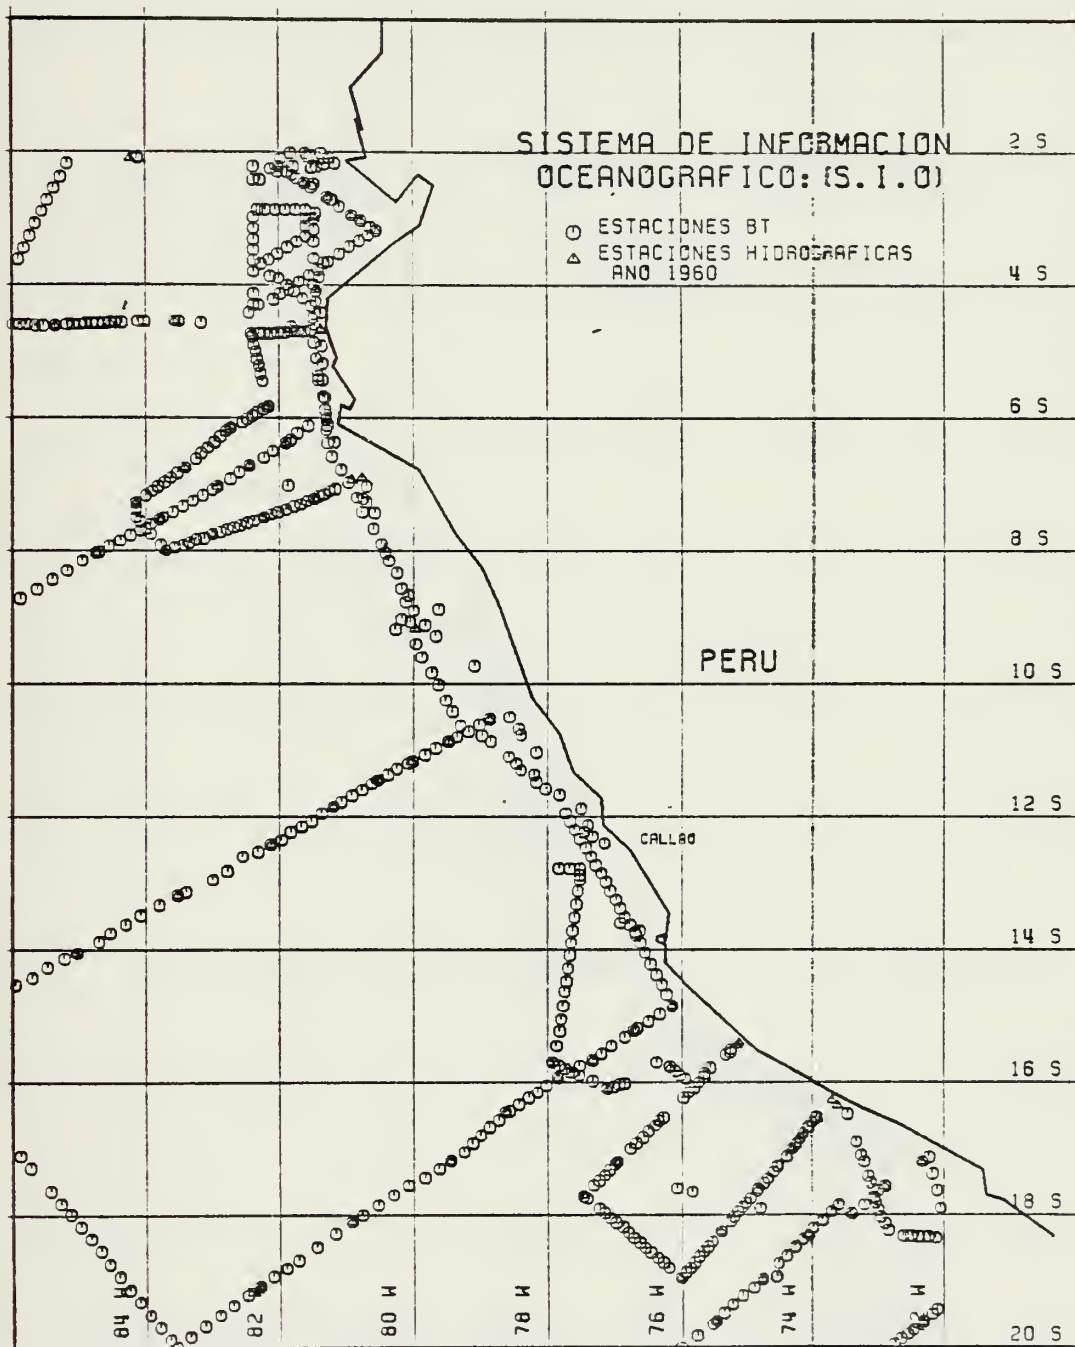 SISTEMA DE INFORMACION
OCEANOGRAFICO: (S.I.O)
ESTACIONES BT
ESTACIONES HIDROGRAFICAS
ANO 1960
2 S
4 S
6 S
8 S
PERU
10 S
12 S
CALLAO
14 S
16 S
18 S
84 W
82 W
80 W
78 W
76 W
74 W
72 W
20 S